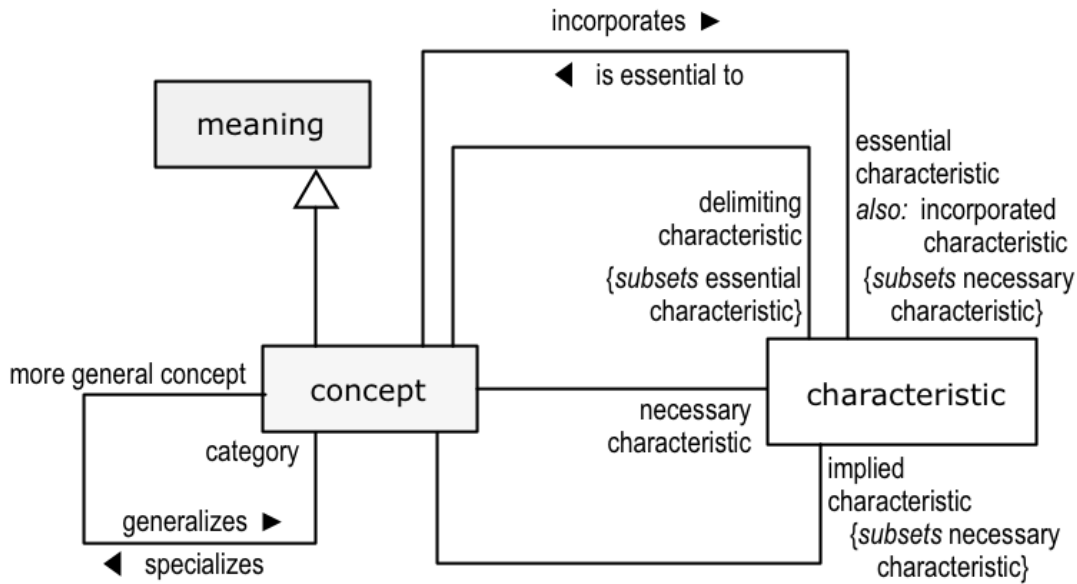 incorporates ►
◄ is essential to
meaning
essential
characteristic
also: incorporated
characteristic
{subsets necessary
characteristic}
delimiting
characteristic
{subsets essential
characteristic}
more general concept
concept
characteristic
category
necessary
characteristic
generalizes ►
◄ specializes
implied
characteristic
{subsets necessary
characteristic}